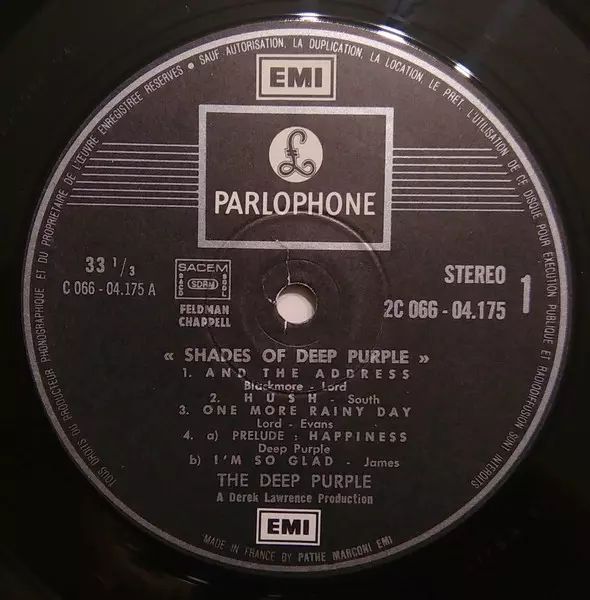 TOUS DROITS DU PRODUCTEUR PHONOGRAPHIQUE ET DU PROPRIETAIRE DE L'ŒUVRE ENREGISTREE RESERVES • SAUF AUTORISATION, LA DUPLICATION, LA LOCATION, LE PRET, L'UTILISATION DE CE DISQUE POUR EXECUTION PUBLIQUE ET RADIODIFFUSION SONT INTERDITS
EMI
£
PARLOPHONE
33 1/3
C 066 - 04.175 A
SACEM
SACD SDRM SGDL
FELDMAN
CHAPPELL
STEREO 1
2C 066 - 04.175
« SHADES OF DEEP PURPLE »
1. AND THE ADDRESS
Blackmore - Lord
2. HUSH - South
3. ONE MORE RAINY DAY
Lord - Evans
4. a) PRELUDE : HAPPINESS
Deep Purple
b) I'M SO GLAD - James
THE DEEP PURPLE
A Derek Lawrence Production
EMI
MADE IN FRANCE BY PATHE MARCONI EMI